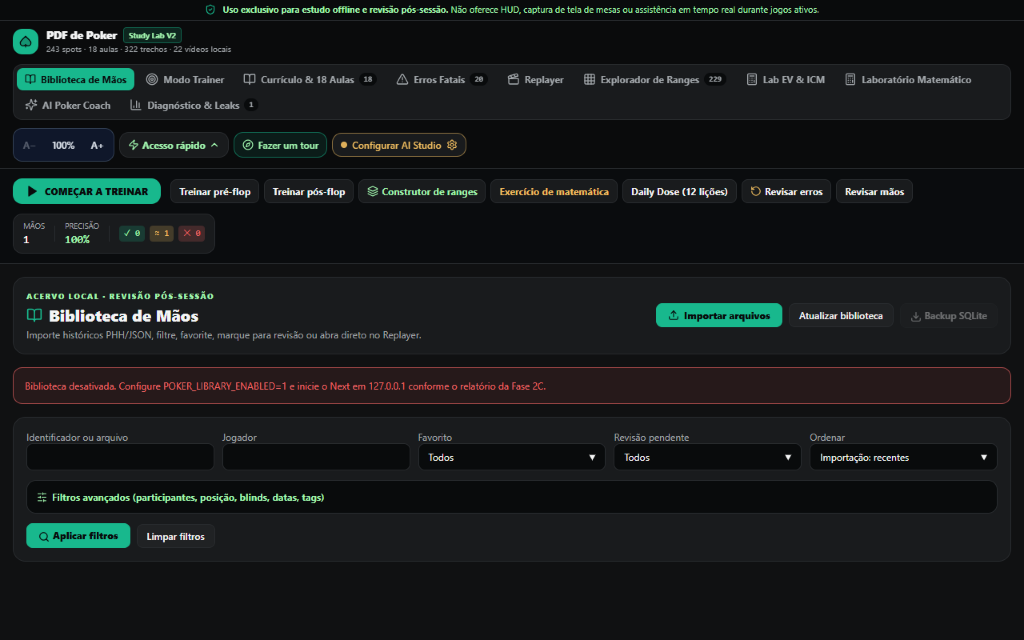 Uso exclusivo para estudo offline e revisão pós-sessão. Não oferece HUD, captura de tela de mesas ou assistência em tempo real durante jogos ativos.
PDF de Poker Study Lab V2
243 spots · 18 aulas · 322 trechos · 22 vídeos locais
Biblioteca de Mãos Modo Trainer Currículo & 18 Aulas 18 Erros Fatais 20 Replayer Explorador de Ranges 229 Lab EV & ICM Laboratório Matemático
AI Poker Coach Diagnóstico & Leaks 1
A- 100% A+ Acesso rápido Fazer um tour Configurar AI Studio
COMEÇAR A TREINAR Treinar pré-flop Treinar pós-flop Construtor de ranges Exercício de matemática Daily Dose (12 lições) Revisar erros Revisar mãos
MÃOS PRECISÃO
1 100% ✓ 0 ≈ 1 ✕ 0
ACERVO LOCAL · REVISÃO PÓS-SESSÃO
Biblioteca de Mãos
Importe históricos PHH/JSON, filtre, favorite, marque para revisão ou abra direto no Replayer.
Importar arquivos Atualizar biblioteca Backup SQLite
Biblioteca desativada. Configure POKER_LIBRARY_ENABLED=1 e inicie o Next em 127.0.0.1 conforme o relatório da Fase 2C.
Identificador ou arquivo Jogador Favorito Revisão pendente Ordenar
Todos Todos Importação: recentes
Filtros avançados (participantes, posição, blinds, datas, tags)
Aplicar filtros Limpar filtros